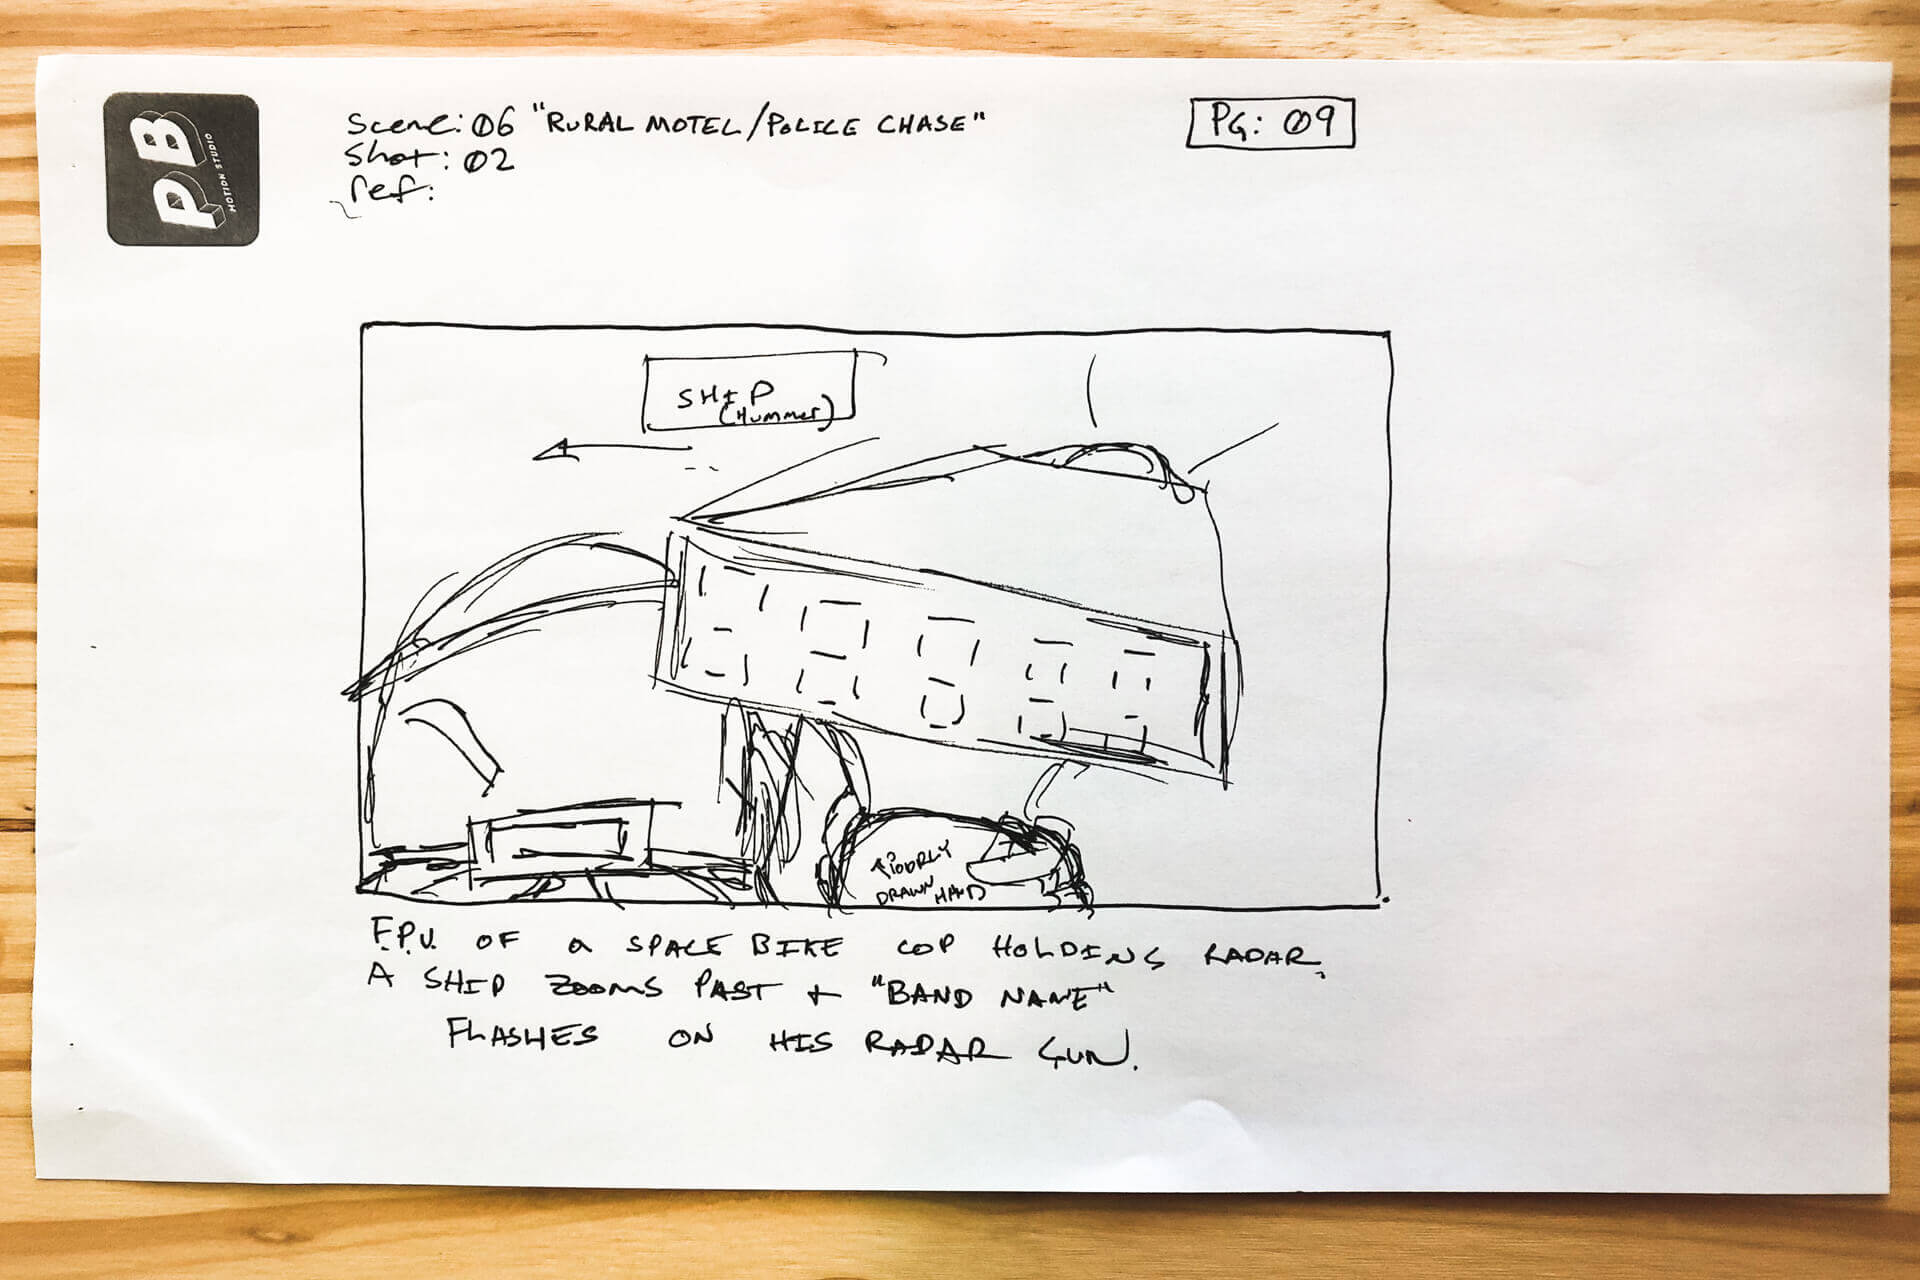 PB
MOTION STUDIO
Scene: 06 "RURAL MOTEL/POLICE CHASE"
Shot: 02
ref:
PG: 09
SHIP
(Hummer)
POORLY
DRAWN HAND
F.P.V. OF a SPACE BIKE COP HOLDING RADAR,
A SHIP ZOOMS PAST + "BAND NAME"
FLASHES ON HIS RADAR GUN.